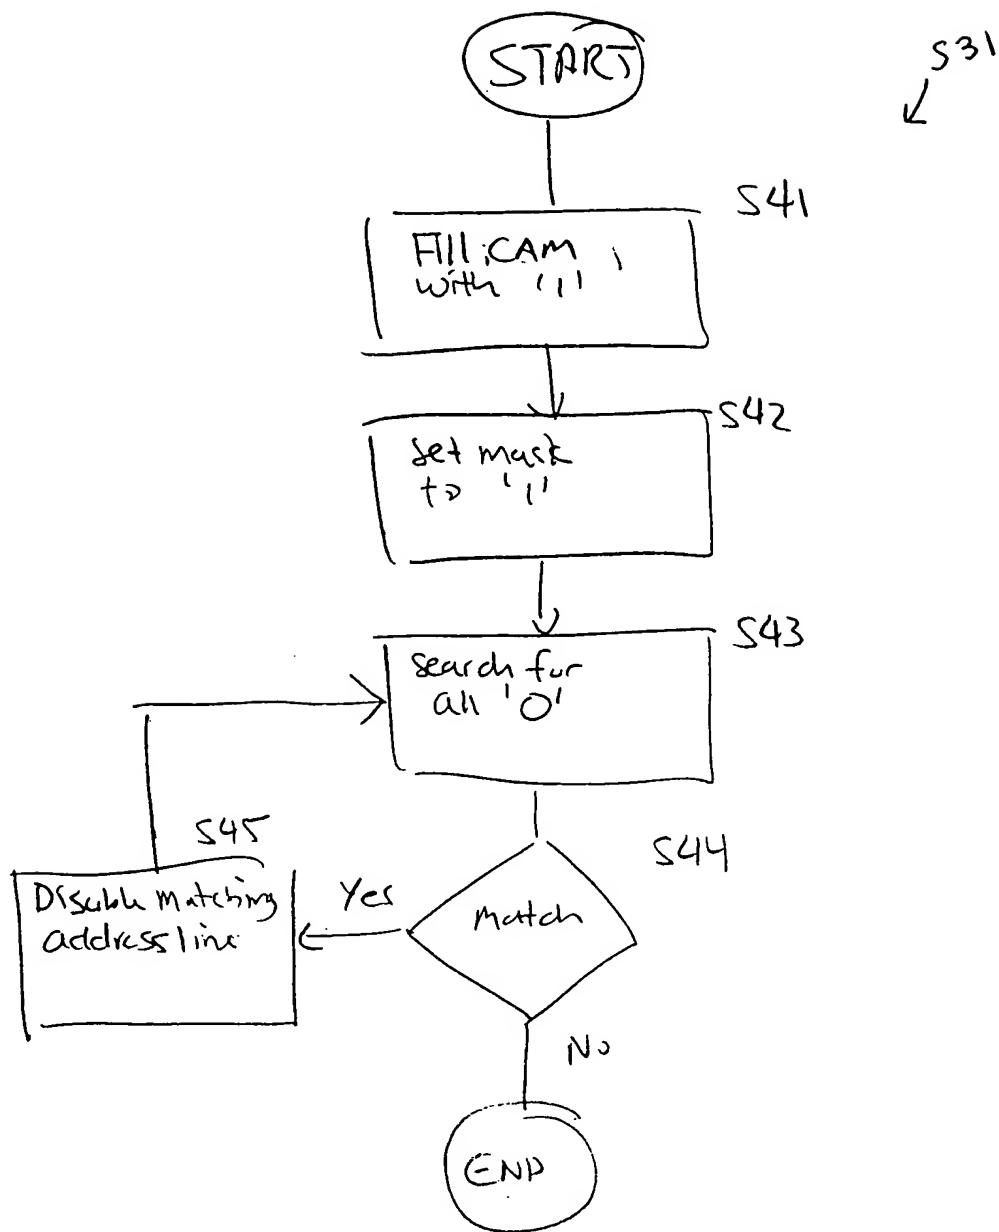 START
S31
S41
Fill CAM
with '1'
S42
Set mask
to '1'
S43
Search for
all '0'
S44
Match
Yes
S45
Disable Matching
address line
No
END